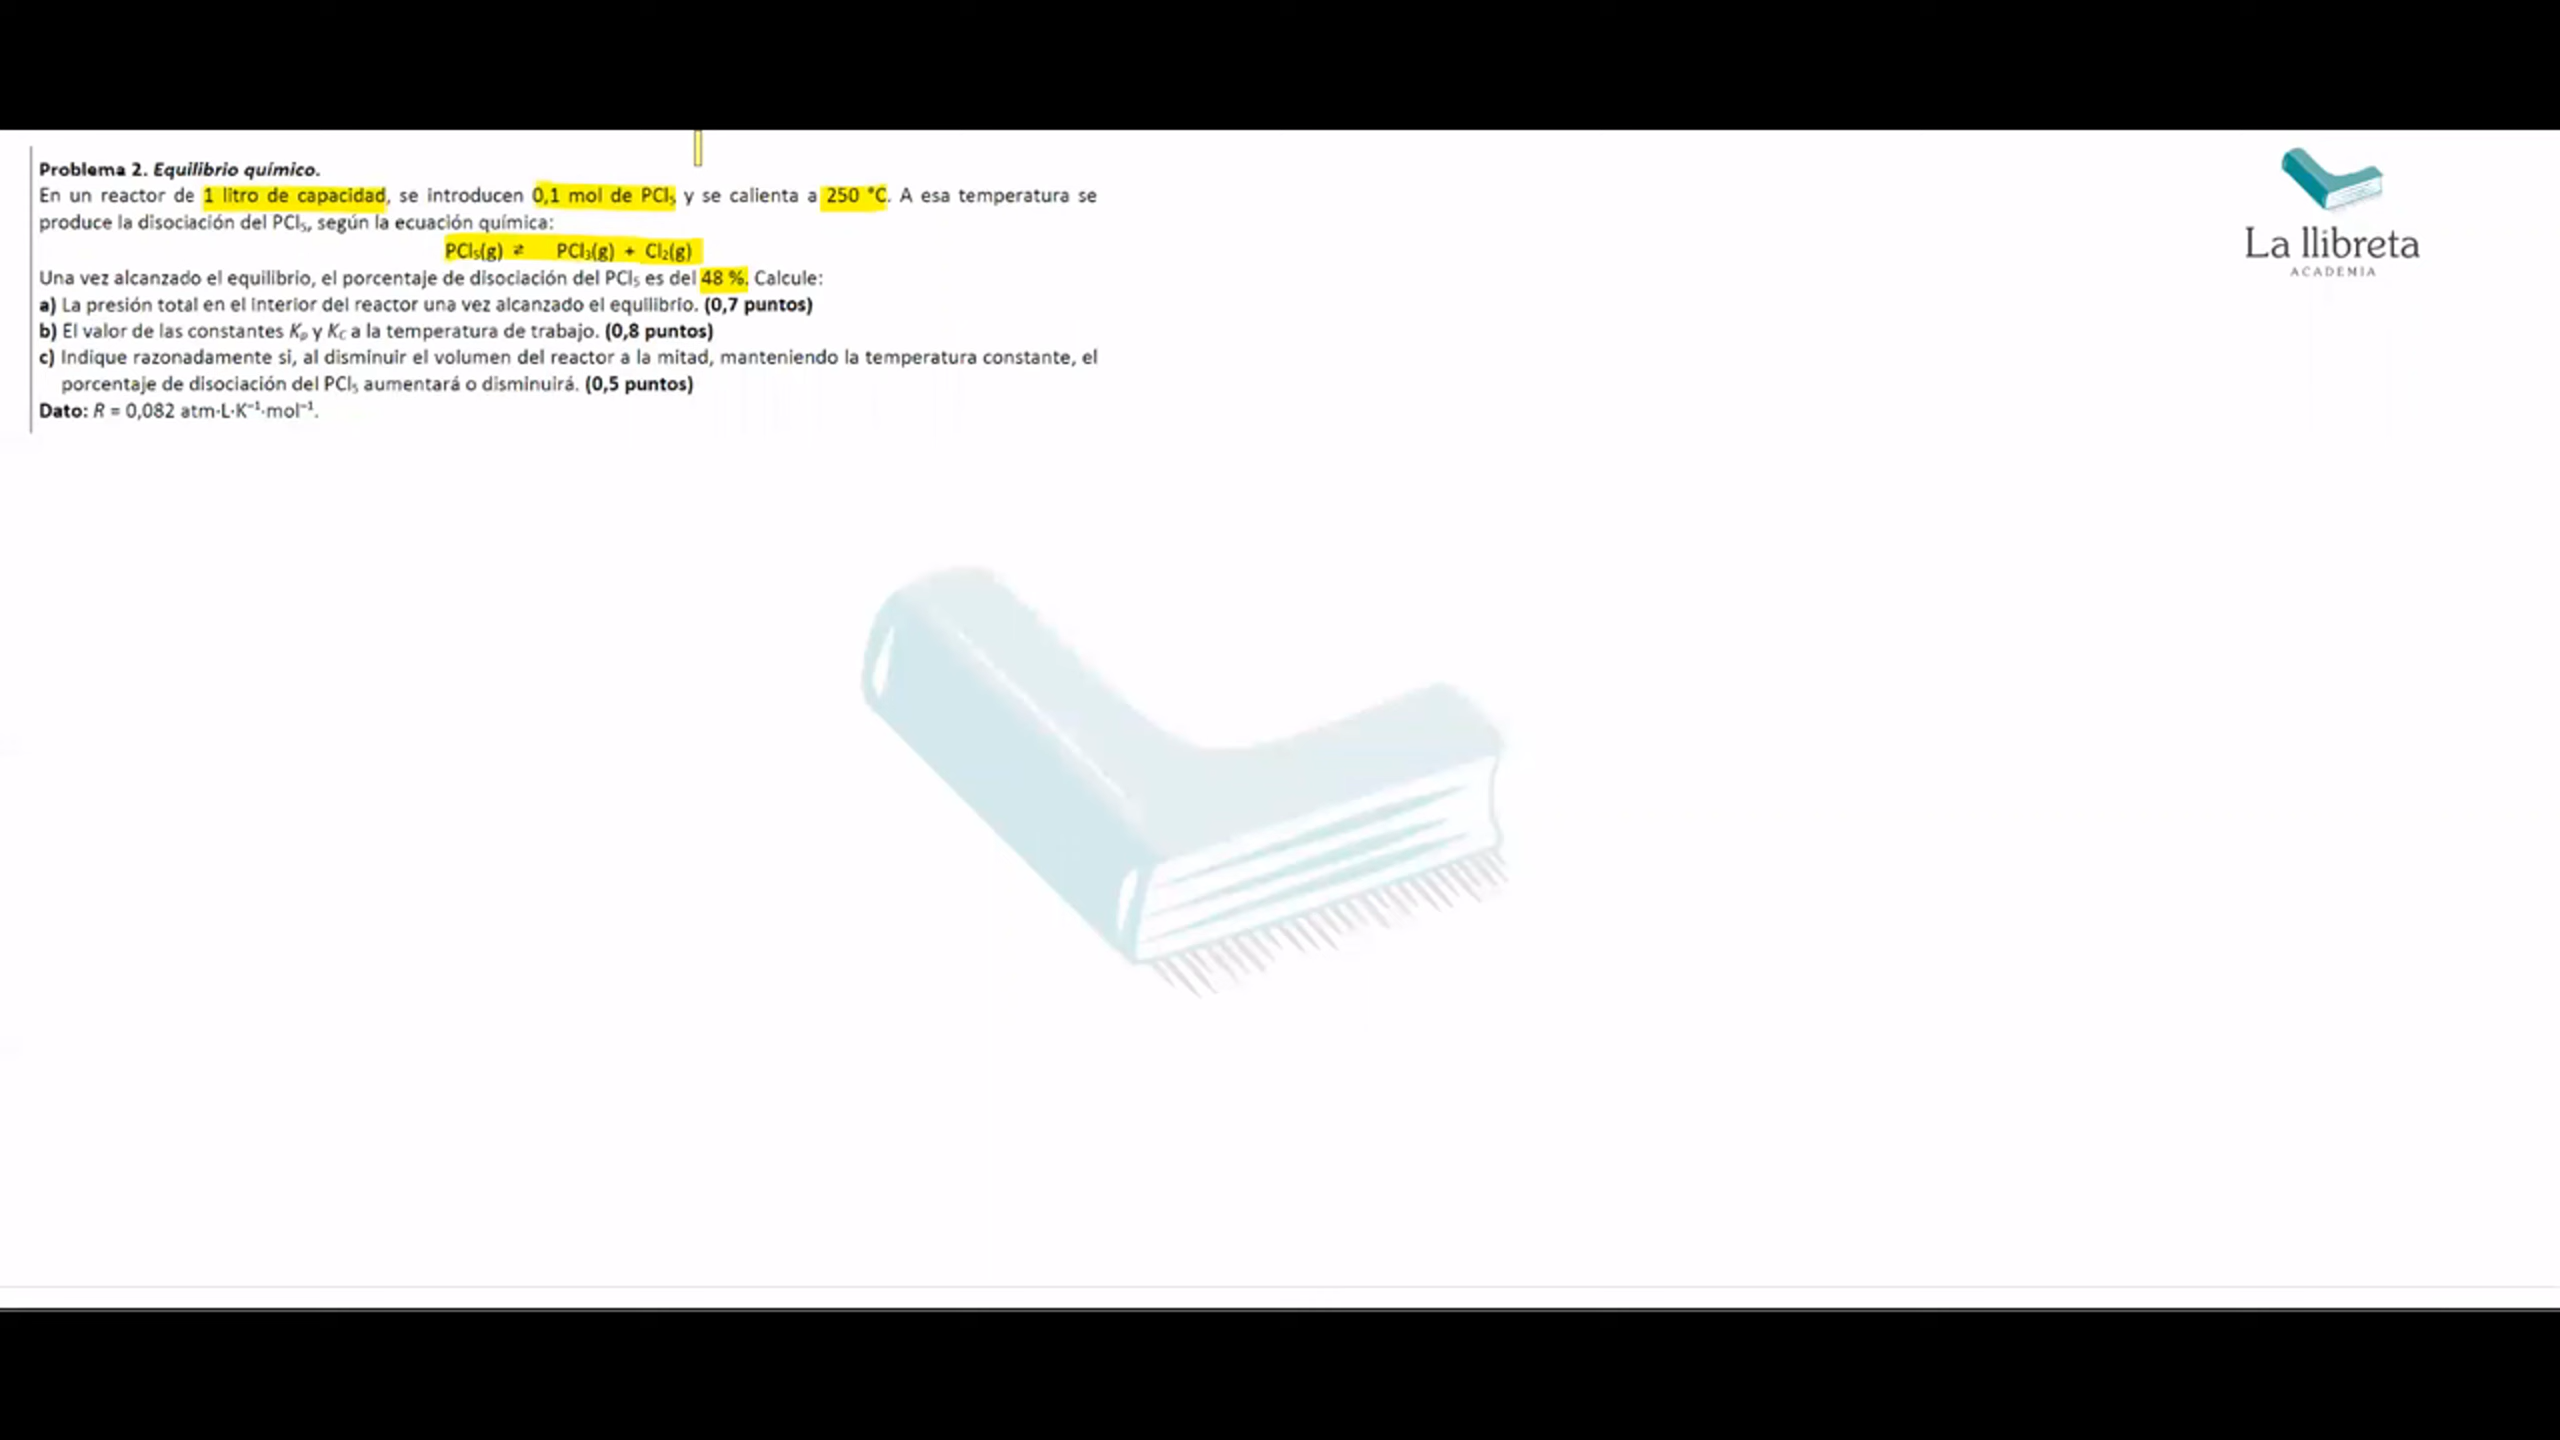 Problema 2. Equilibrio químico.
En un reactor de 1 litro de capacidad, se introducen 0,1 mol de PCl₅ y se calienta a 250 °C. A esa temperatura se
produce la disociación del PCl₅, según la ecuación química:
PCl₅(g) ⇄ PCl₃(g) + Cl₂(g)
Una vez alcanzado el equilibrio, el porcentaje de disociación del PCl₅ es del 48 %. Calcule:
a) La presión total en el interior del reactor una vez alcanzado el equilibrio. (0,7 puntos)
b) El valor de las constantes Kₚ y K_C a la temperatura de trabajo. (0,8 puntos)
c) Indique razonadamente si, al disminuir el volumen del reactor a la mitad, manteniendo la temperatura constante, el
porcentaje de disociación del PCl₅ aumentará o disminuirá. (0,5 puntos)
Dato: R = 0,082 atm·L·K⁻¹·mol⁻¹.
La llibreta
ACADEMIA